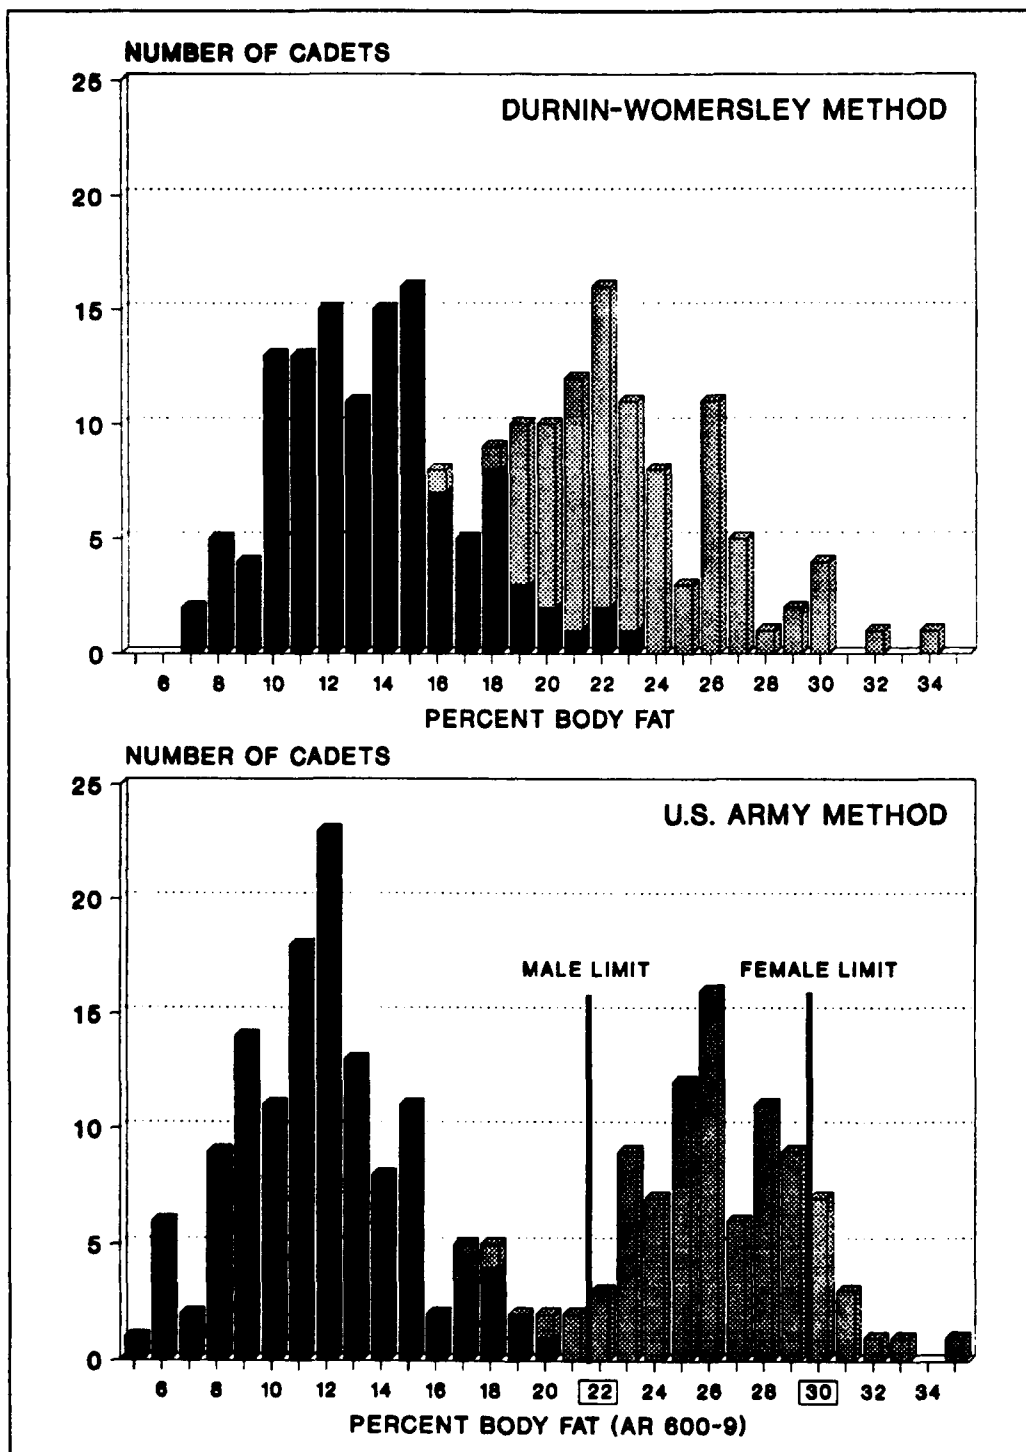 NUMBER OF CADETS
DURNIN-WOMERSLEY METHOD
25
20
15
10
5
0
6 8 10 12 14 16 18 20 22 24 26 28 30 32 34
PERCENT BODY FAT
NUMBER OF CADETS
U.S. ARMY METHOD
25
20
15
10
5
0
MALE LIMIT FEMALE LIMIT
6 8 10 12 14 16 18 20 22 24 26 28 30 32 34
PERCENT BODY FAT (AR 600-9)